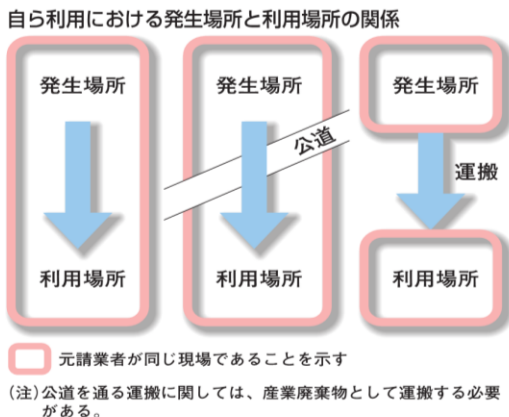 自ら利用における発生場所と利用場所の関係
発生場所
利用場所
発生場所
公道
利用場所
発生場所
運搬
利用場所
元請業者が同じ現場であることを示す
(注)公道を通る運搬に関しては、産業廃棄物として運搬する必要
がある。